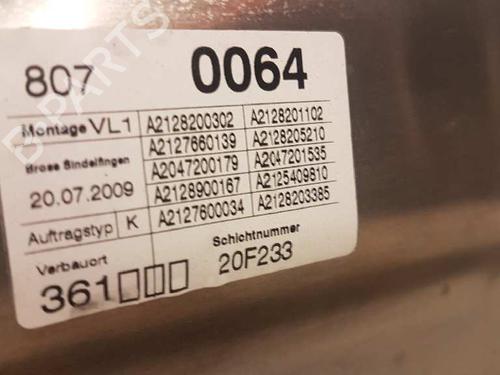 807 0064
Montage VL1 A2128200302 A2128201102
A2127660139 A2128205210
Brose Sindelfingen A2047200179 A2047201535
20.07.2009 A2128900167 A2125409810
Auftragstyp K A2127600034 A2128203385
Verbauort Schichtnummer
361□□□ 20F233
B-PARTS